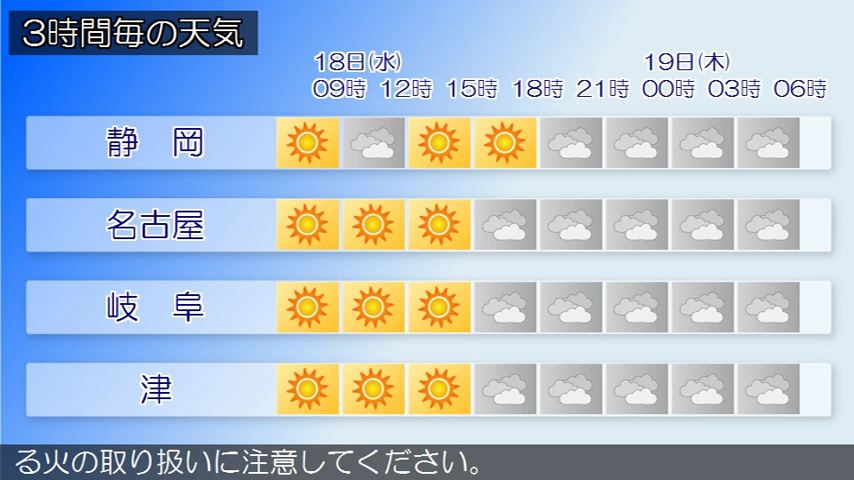 3時間毎の天気
18日(水) 19日(木)
09時 12時 15時 18時 21時 00時 03時 06時
静 岡
名古屋
岐 阜
津
る火の取り扱いに注意してください。